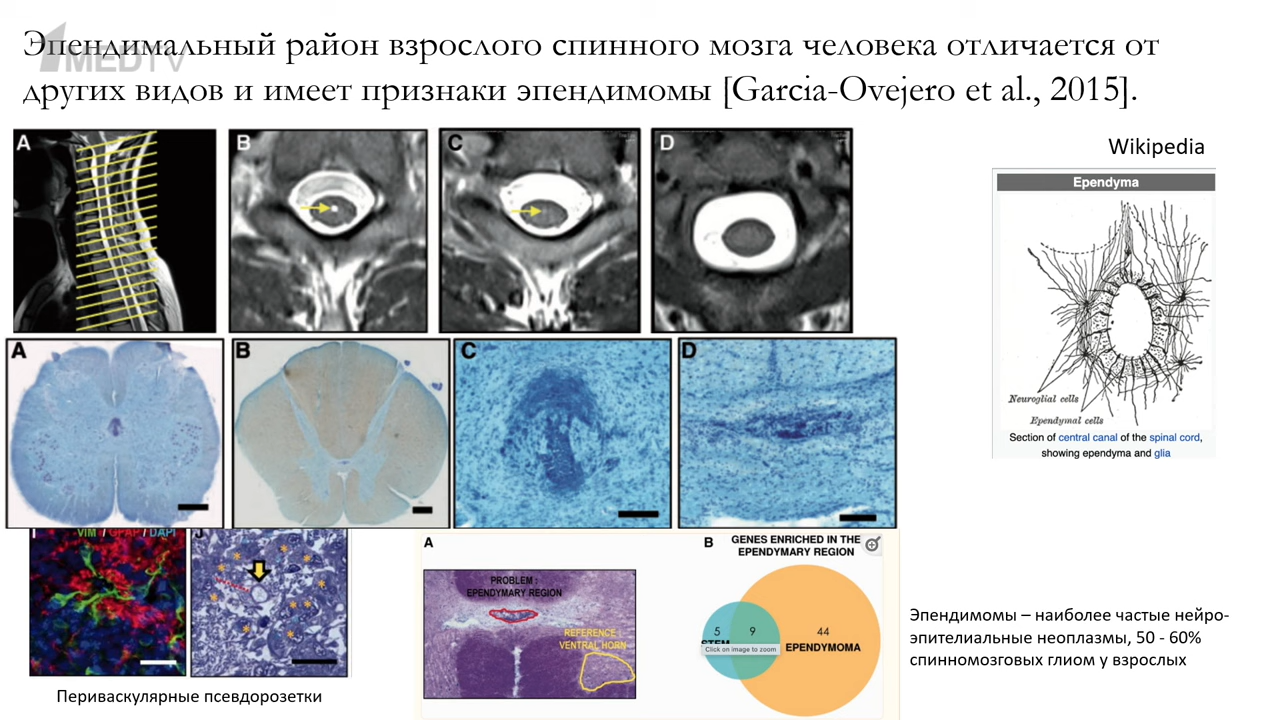 Эпендимальный район взрослого спинного мозга человека отличается от
других видов и имеет признаки эпендимомы [Garcia-Ovejero et al., 2015].
1MEDTV
Wikipedia
A
B
C
D
Ependyma
Neuroglial cells
Ependymal cells
Section of central canal of the spinal cord,
showing ependyma and glia
A
B
C
D
VIM / GFAP / DAPI
J
Периваскулярные псевдорозетки
A
PROBLEM :
EPENDYMARY REGION
REFERENCE :
VENTRAL HORN
B
GENES ENRICHED IN THE
EPENDYMARY REGION
5
9
44
STEM
EPENDYMOMA
Click on image to zoom
Эпендимомы – наиболее частые нейро-
эпителиальные неоплазмы, 50 - 60%
спинномозговых глиом у взрослых